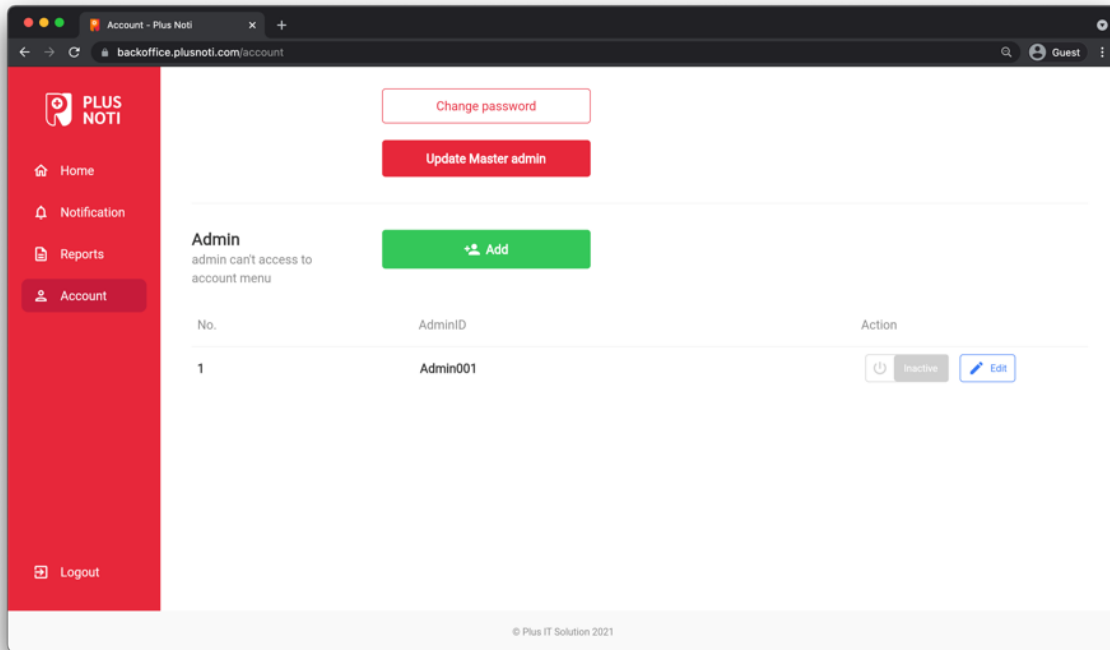 Account - Plus Noti
backoffice.plusnoti.com/account
Guest
PLUS
NOTI
Home
Notification
Reports
Account
Logout
Change password
Update Master admin
Admin
admin can't access to
account menu
Add
No. AdminID Action
1 Admin001 Inactive Edit
© Plus IT Solution 2021